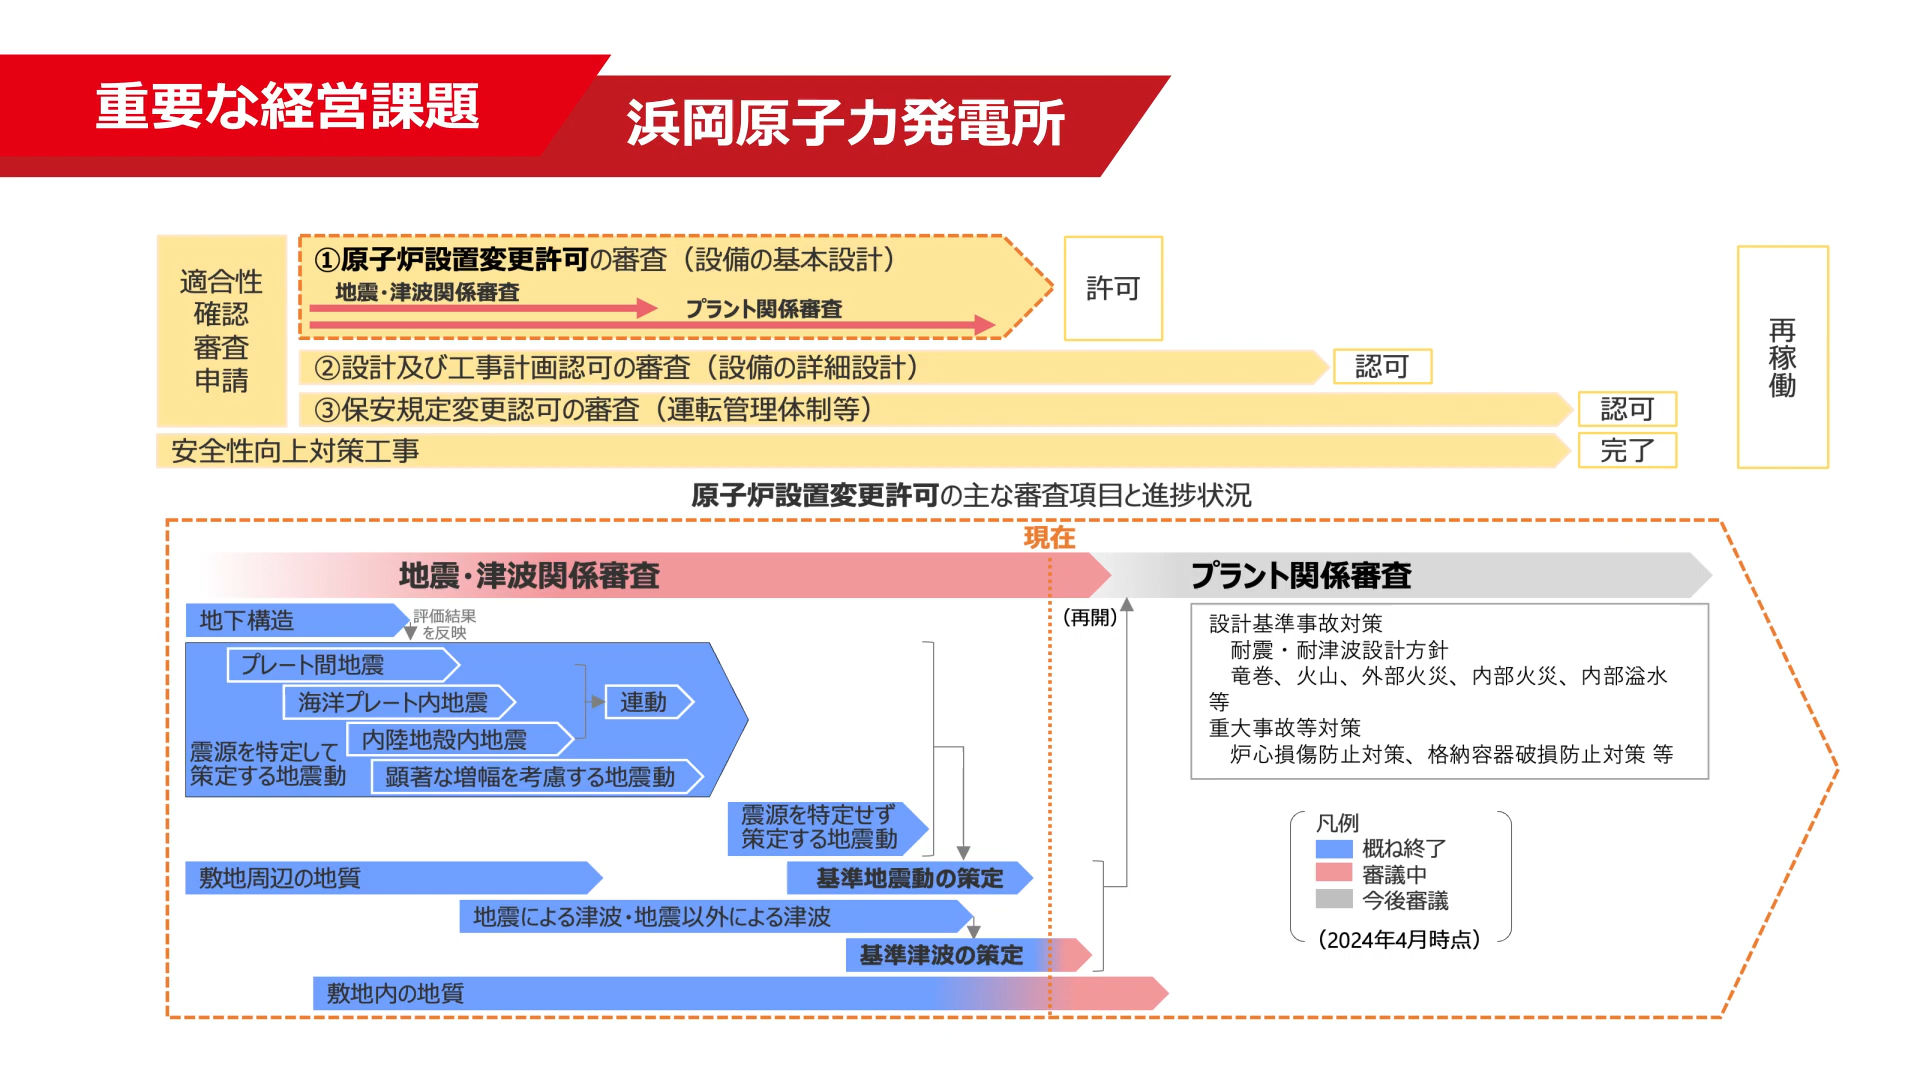 重要な経営課題
浜岡原子力発電所
適合性
確認
審査
申請
①原子炉設置変更許可の審査（設備の基本設計）
地震・津波関係審査
プラント関係審査
許可
②設計及び工事計画認可の審査（設備の詳細設計）
認可
③保安規定変更認可の審査（運転管理体制等）
認可
安全性向上対策工事
完了
再稼働
原子炉設置変更許可の主な審査項目と進捗状況
現在
地震・津波関係審査
プラント関係審査
地下構造
評価結果
を反映
（再開）
プレート間地震
海洋プレート内地震
連動
内陸地殻内地震
震源を特定して
策定する地震動
顕著な増幅を考慮する地震動
震源を特定せず
策定する地震動
敷地周辺の地質
基準地震動の策定
地震による津波・地震以外による津波
基準津波の策定
敷地内の地質
設計基準事故対策
耐震・耐津波設計方針
竜巻、火山、外部火災、内部火災、内部溢水
等
重大事故等対策
炉心損傷防止対策、格納容器破損防止対策 等
凡例
概ね終了
審議中
今後審議
（2024年4月時点）